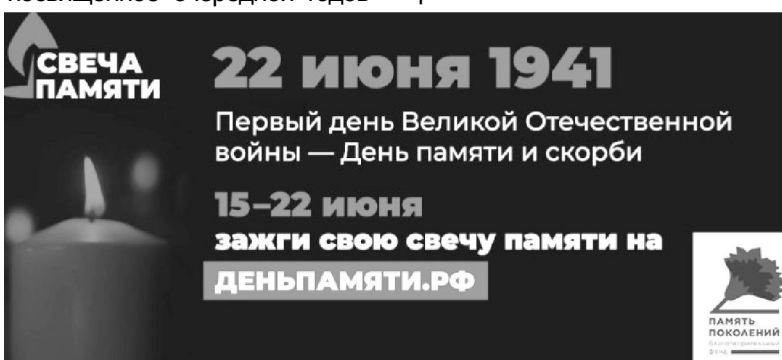 СВЕЧА
ПАМЯТИ
22 июня 1941
Первый день Великой Отечественной
войны — День памяти и скорби
15–22 июня
зажги свою свечу памяти на
ДЕНЬПАМЯТИ.РФ
ПАМЯТЬ
ПОКОЛЕНИЙ